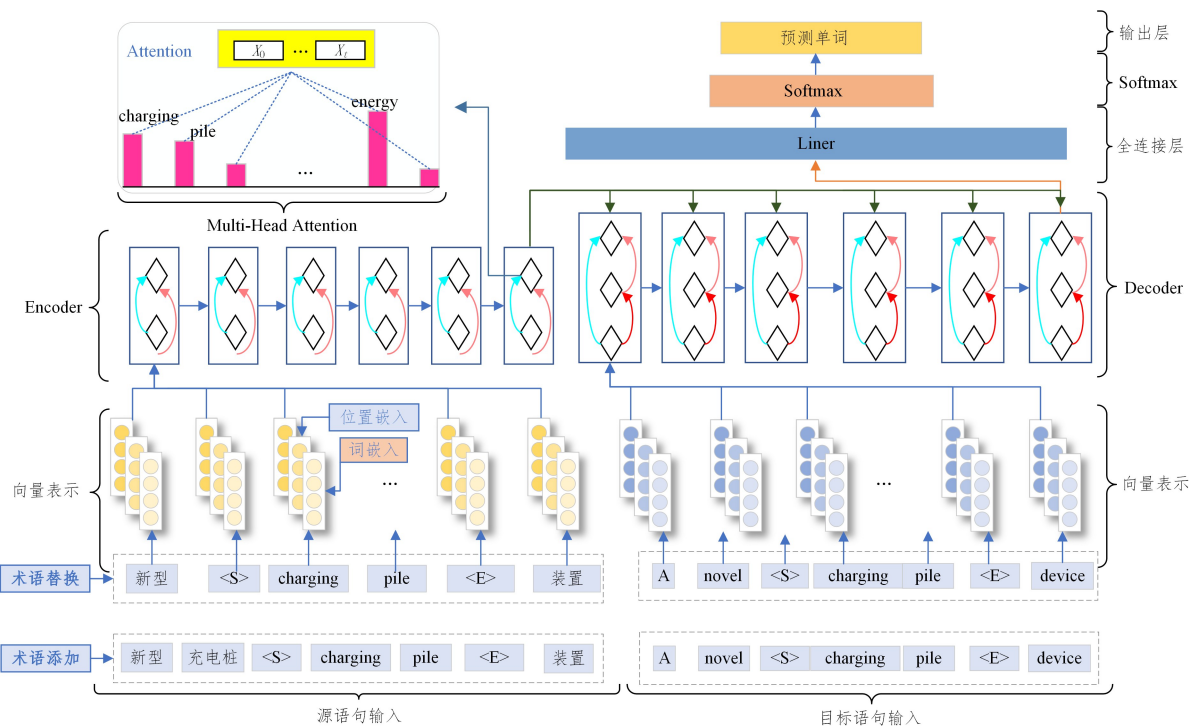 Attention
X₀ ... Xₜ
charging
pile
...
energy
Multi-Head Attention
预测单词
输出层
Softmax
Softmax
Liner
全连接层
Encoder
Decoder
位置嵌入
词嵌入
向量表示
...
...
向量表示
术语替换
新型 <S> charging pile <E> 装置
A novel <S> charging pile <E> device
术语添加
新型 充电桩 <S> charging pile <E> 装置
A novel <S> charging pile <E> device
源语句输入
目标语句输入